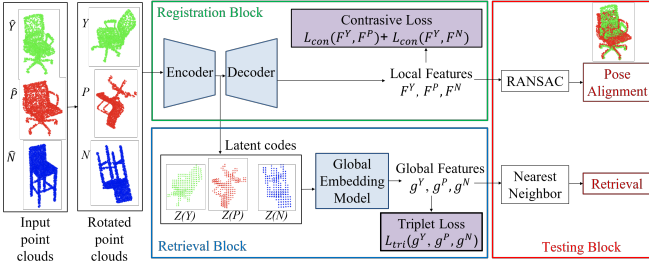 Registration Block
Contrasive Loss
L_con(F^Y, F^P)+ L_con(F^Y, F^N)
Ŷ
Y
Encoder
Decoder
Local Features
F^Y, F^P, F^N
RANSAC
Pose
Alignment
P̂
P
Latent codes
N̂
N
Z(Y)
Z(P)
Z(N)
Global
Embedding
Model
Global Features
g^Y, g^P, g^N
Nearest
Neighbor
Retrieval
Triplet Loss
L_tri(g^Y, g^P, g^N)
Input
point
clouds
Rotated
point
clouds
Retrieval Block
Testing Block